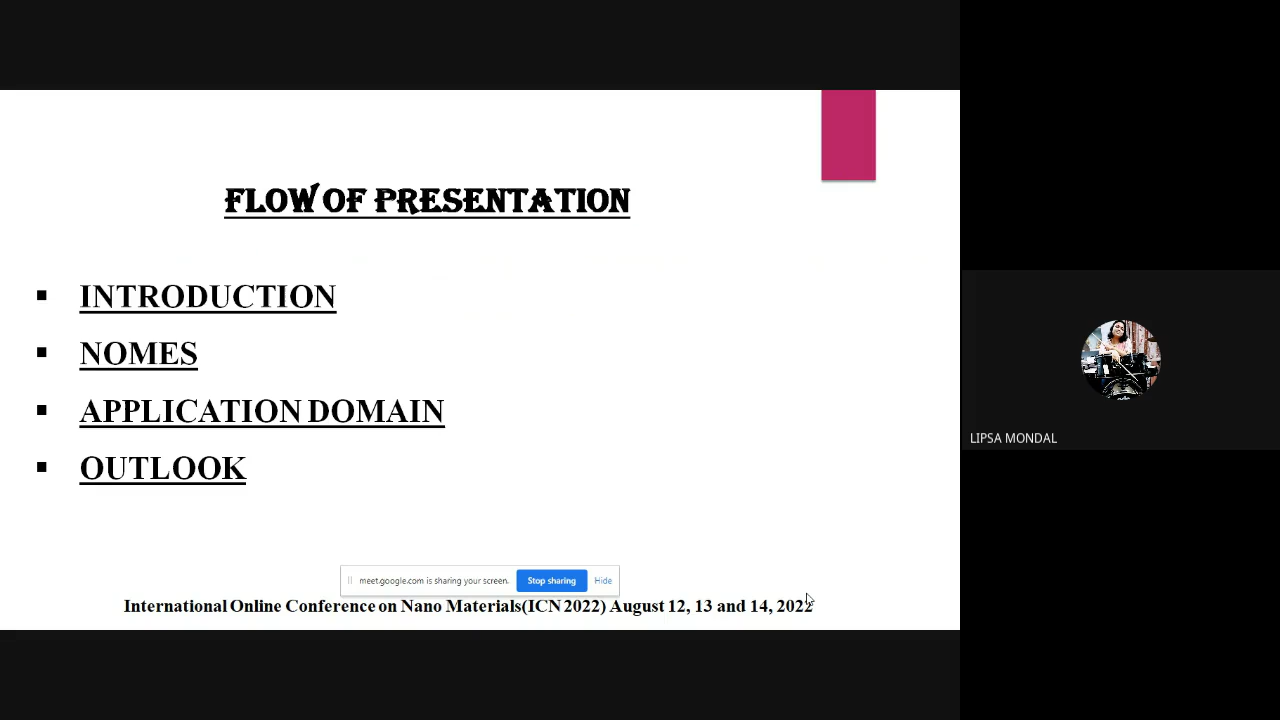 FLOW OF PRESENTATION
▪ INTRODUCTION
▪ NOMES
▪ APPLICATION DOMAIN
▪ OUTLOOK
meet.google.com is sharing your screen. Stop sharing Hide
International Online Conference on Nano Materials(ICN 2022) August 12, 13 and 14, 2022
LIPSA MONDAL